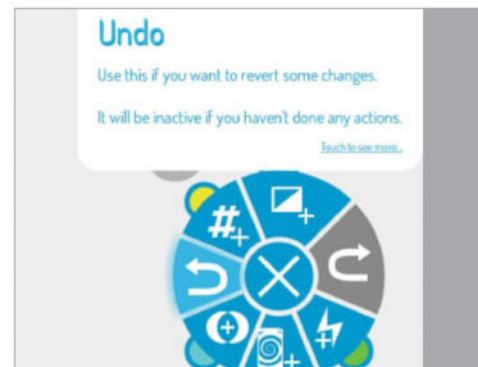 Undo
Use this if you want to revert some changes.
It will be inactive if you haven't done any actions.
Touch to see more...
#+